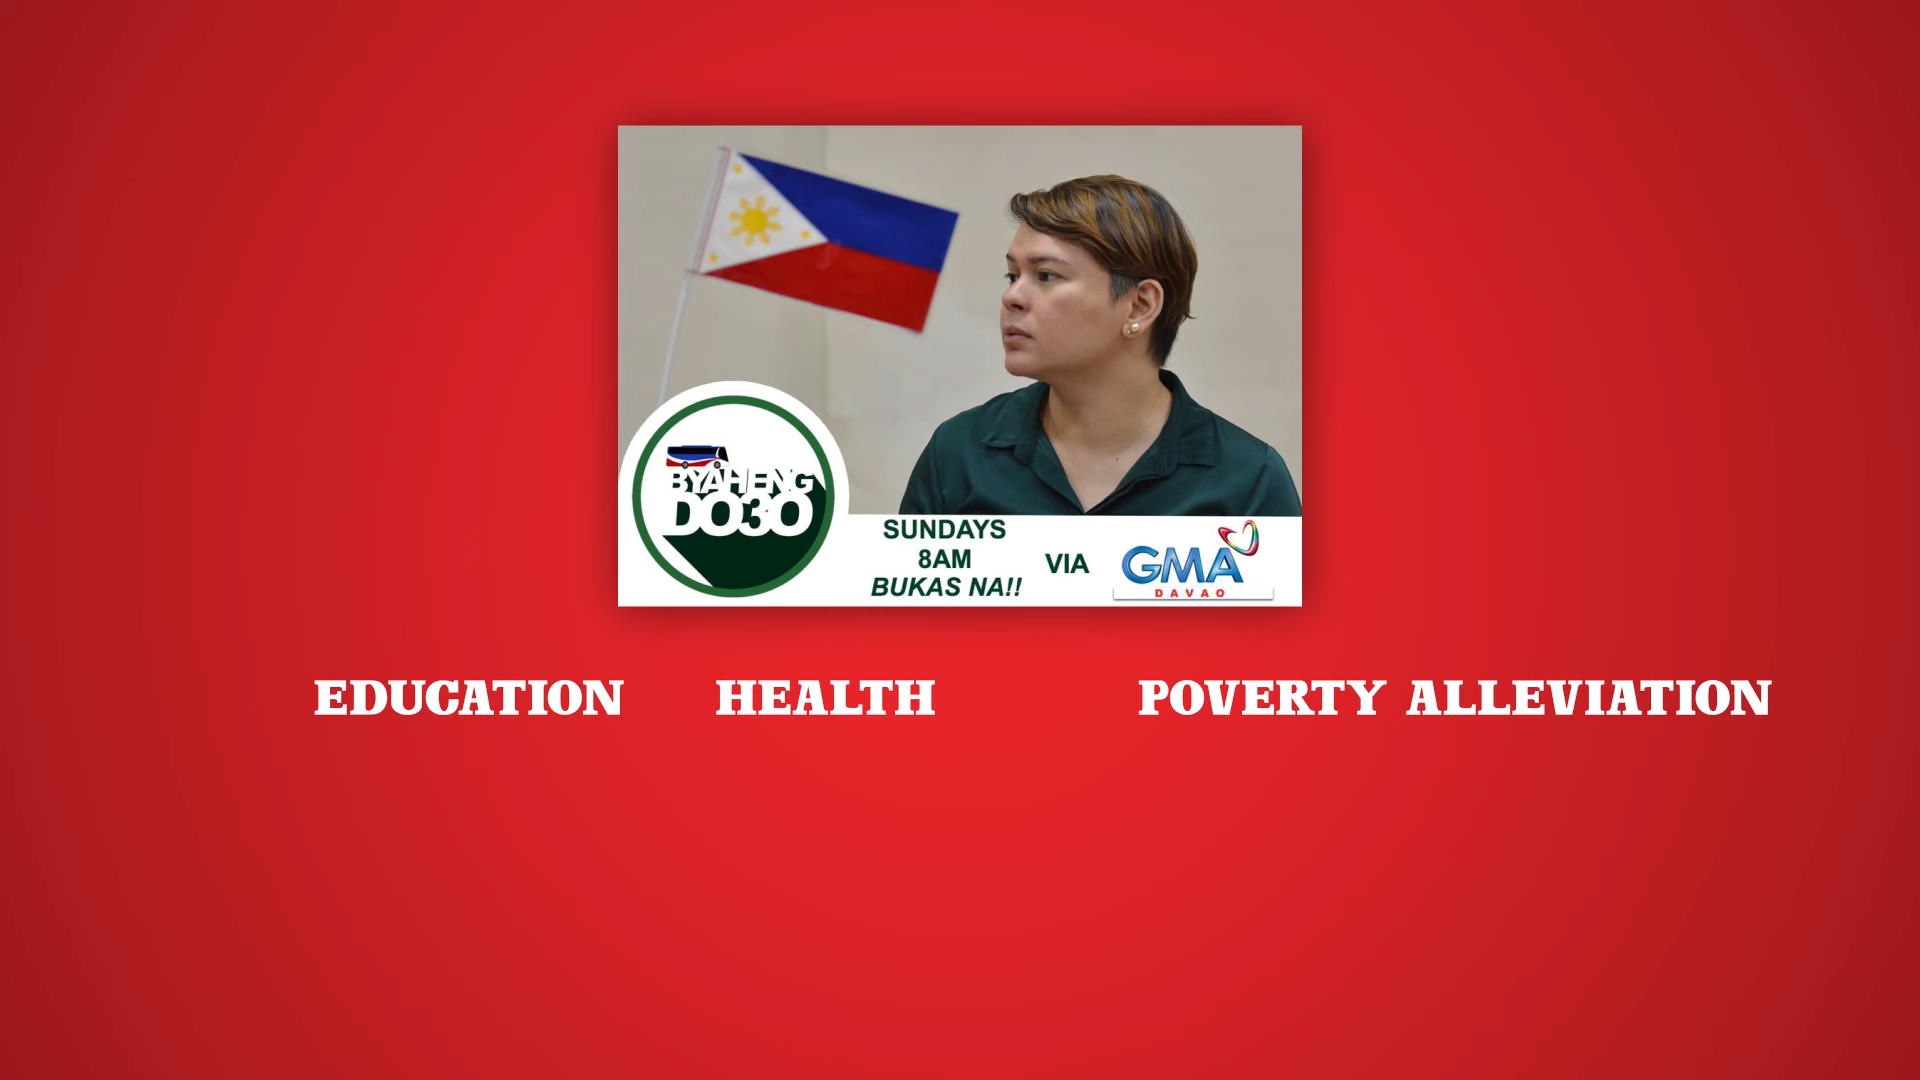 BYAHENG
DO30
SUNDAYS
8AM
BUKAS NA!!
VIA
GMA
DAVAO
EDUCATION HEALTH POVERTY ALLEVIATION